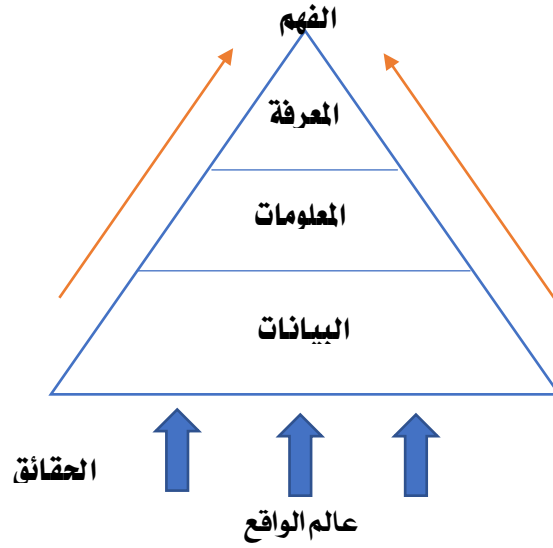 الفهم
المعرفة
المعلومات
البيانات
الحقائق
عالم الواقع